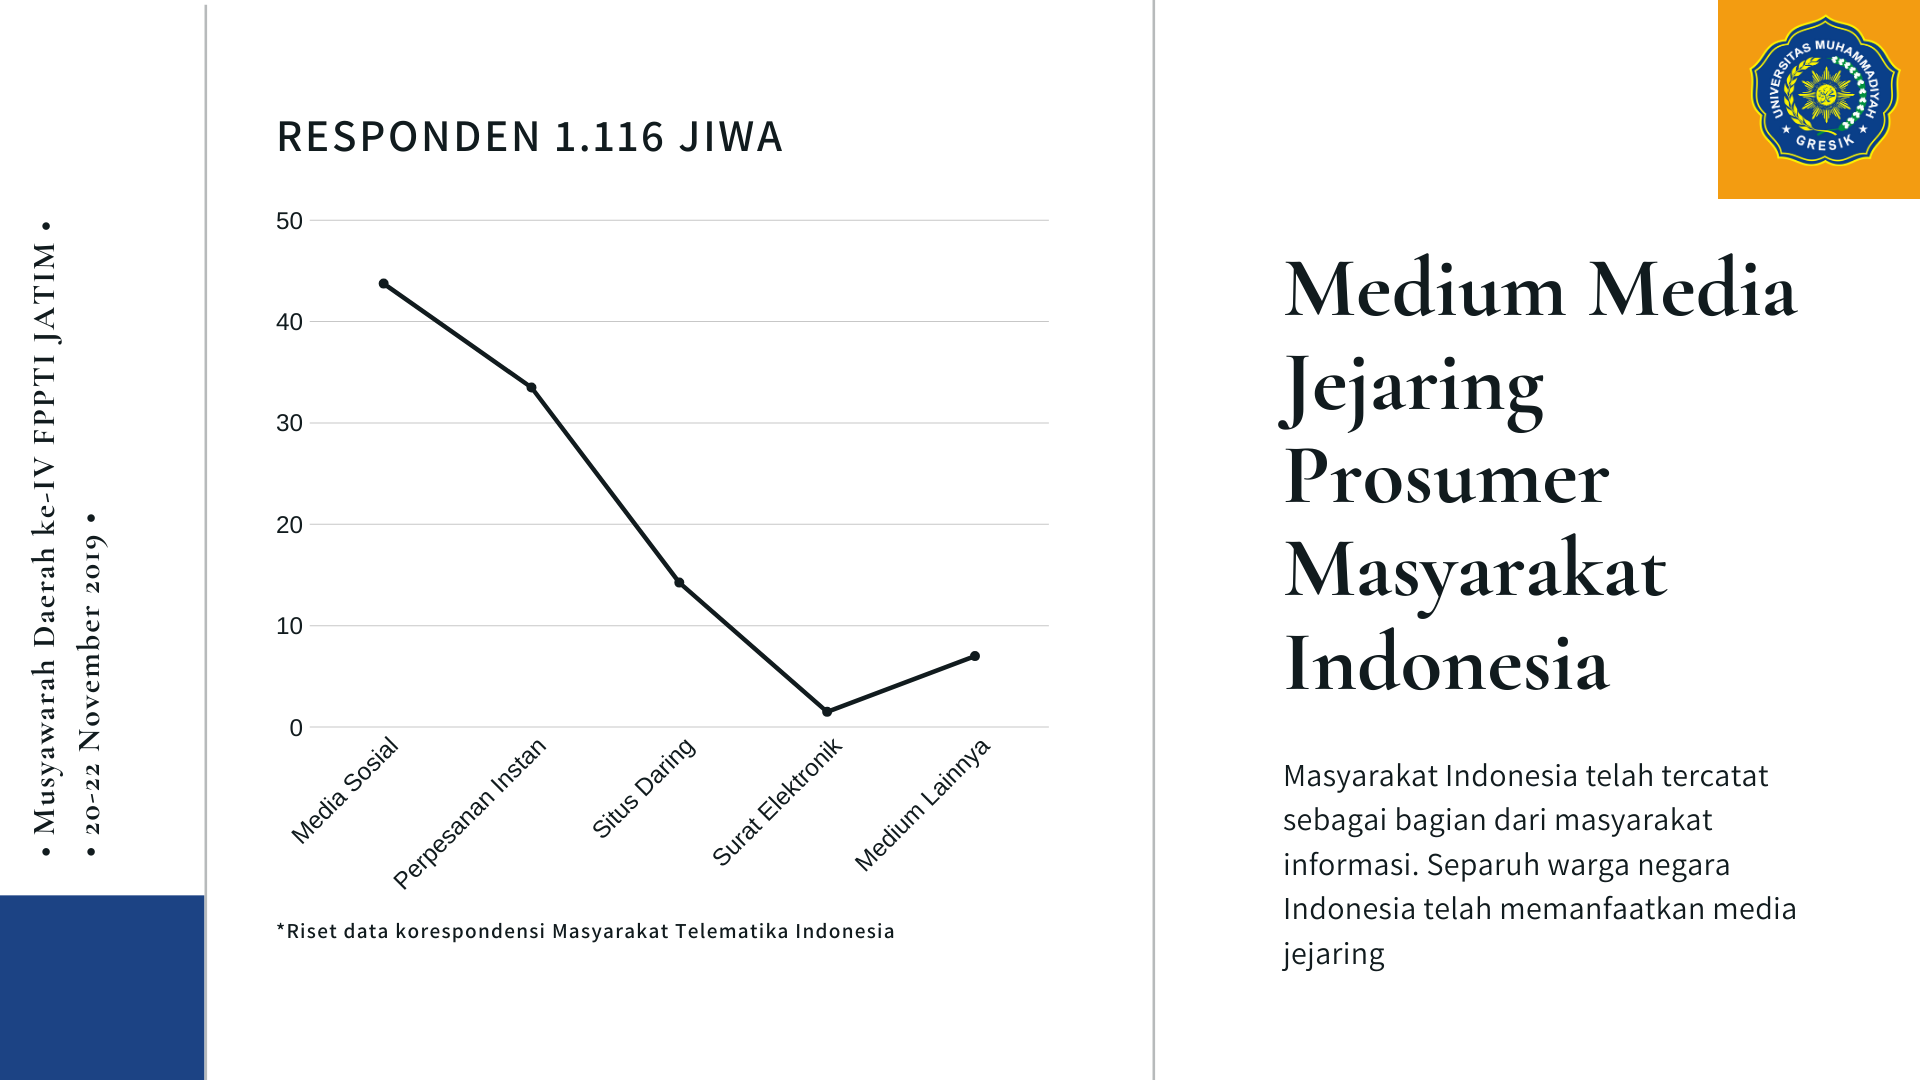 • Musyawarah Daerah ke-IV FPPTI JATIM •
• 20-22 November 2019 •
RESPONDEN 1.116 JIWA
50
40
30
20
10
0
Media Sosial
Perpesanan Instan
Situs Daring
Surat Elektronik
Medium Lainnya
*Riset data korespondensi Masyarakat Telematika Indonesia
UNIVERSITAS MUHAMMADIYAH
GRESIK
Medium Media
Jejaring
Prosumer
Masyarakat
Indonesia
Masyarakat Indonesia telah tercatat
sebagai bagian dari masyarakat
informasi. Separuh warga negara
Indonesia telah memanfaatkan media
jejaring